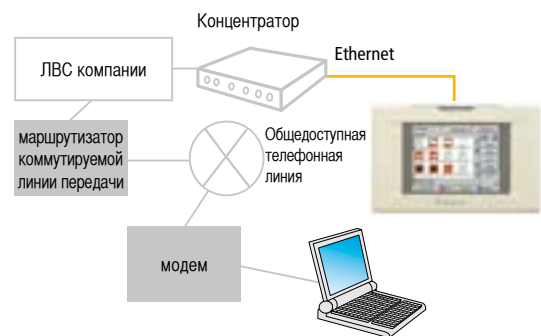 Концентратор
Ethernet
ЛВС компании
маршрутизатор
коммутируемой
линии передачи
Общедоступная
телефонная
линия
модем